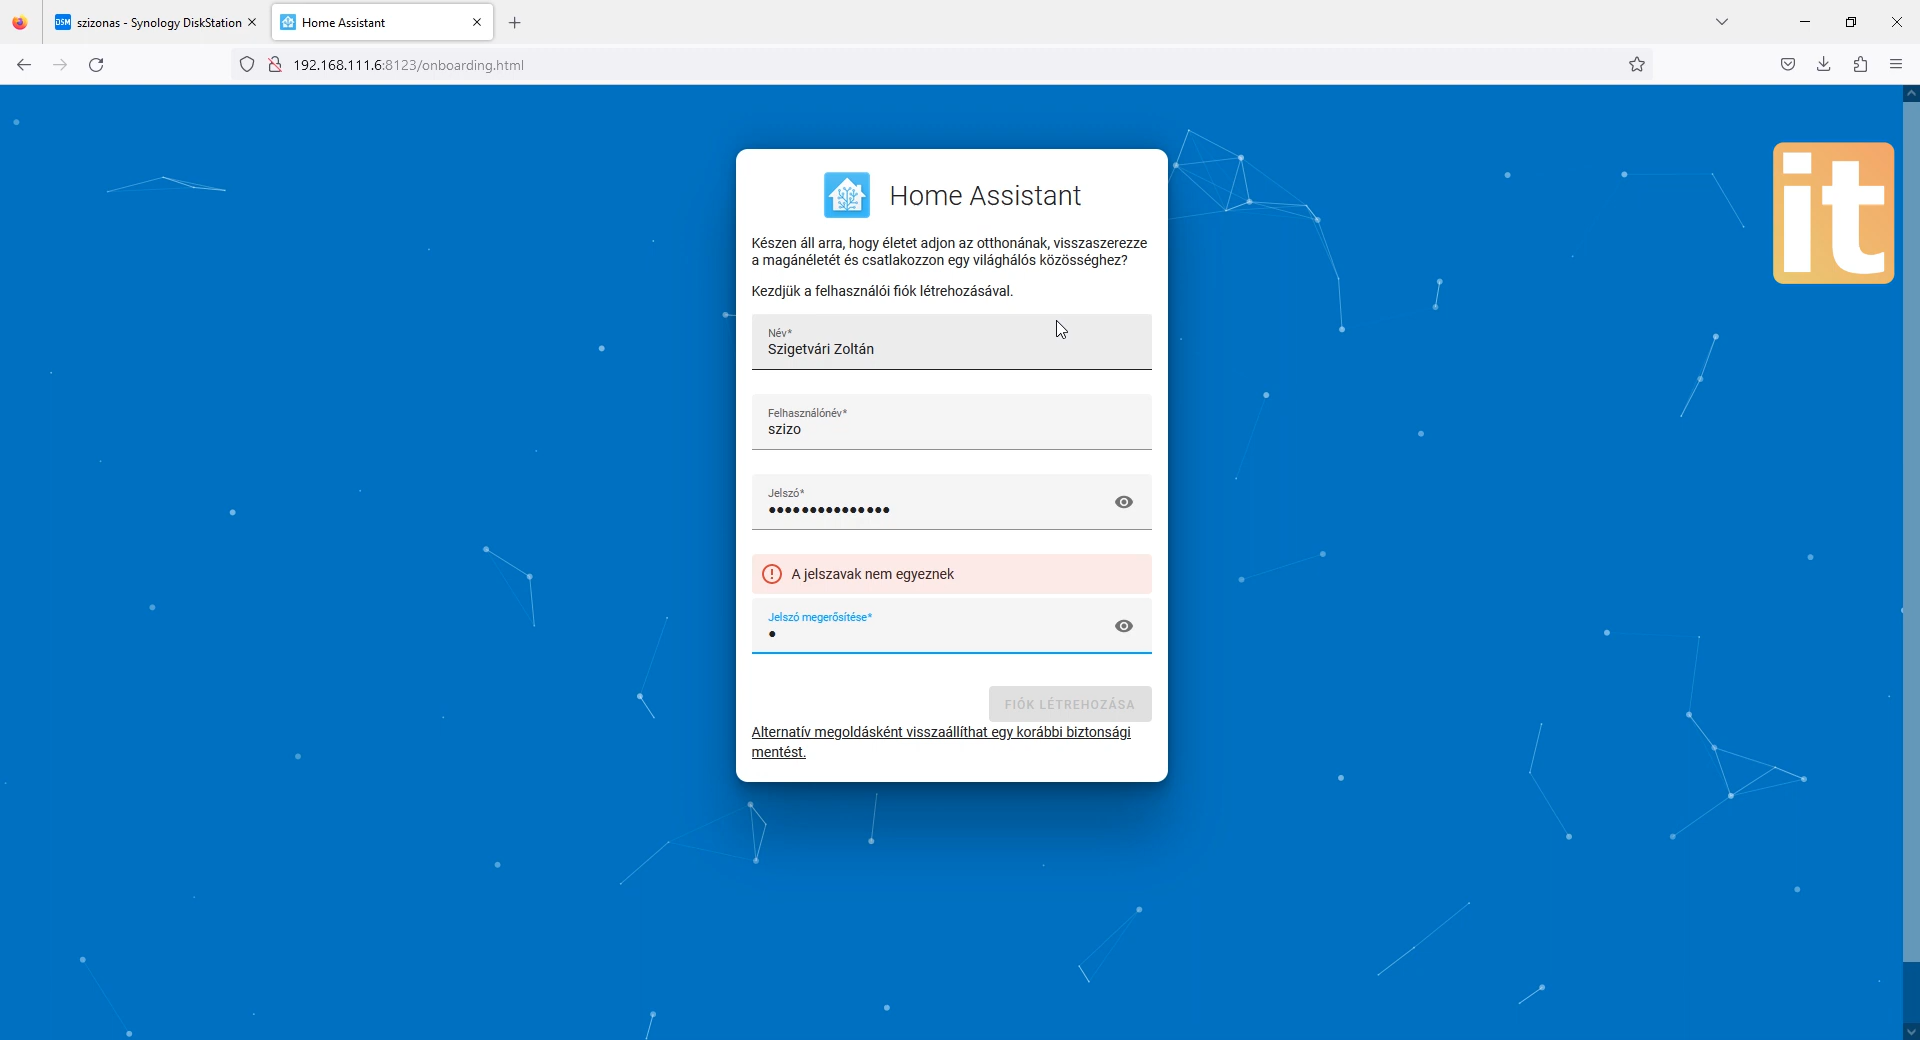 szizonas - Synology DiskStation
Home Assistant
192.168.111.6:8123/onboarding.html
it
Home Assistant
Készen áll arra, hogy életet adjon az otthonának, visszaszerezze
a magánéletét és csatlakozzon egy világhálós közösséghez?
Kezdjük a felhasználói fiók létrehozásával.
Név*
Szigetvári Zoltán
Felhasználónév*
szizo
Jelszó*
A jelszavak nem egyeznek
Jelszó megerősítése*
FIÓK LÉTREHOZÁSA
Alternatív megoldásként visszaállíthat egy korábbi biztonsági
mentést.